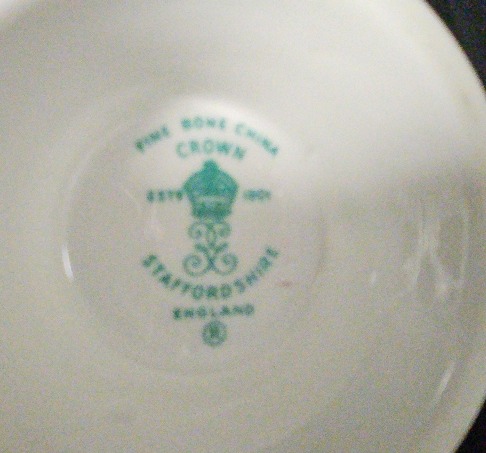 FINE BONE CHINA
CROWN
ESTD 1801
STAFFORDSHIRE
ENGLAND
®